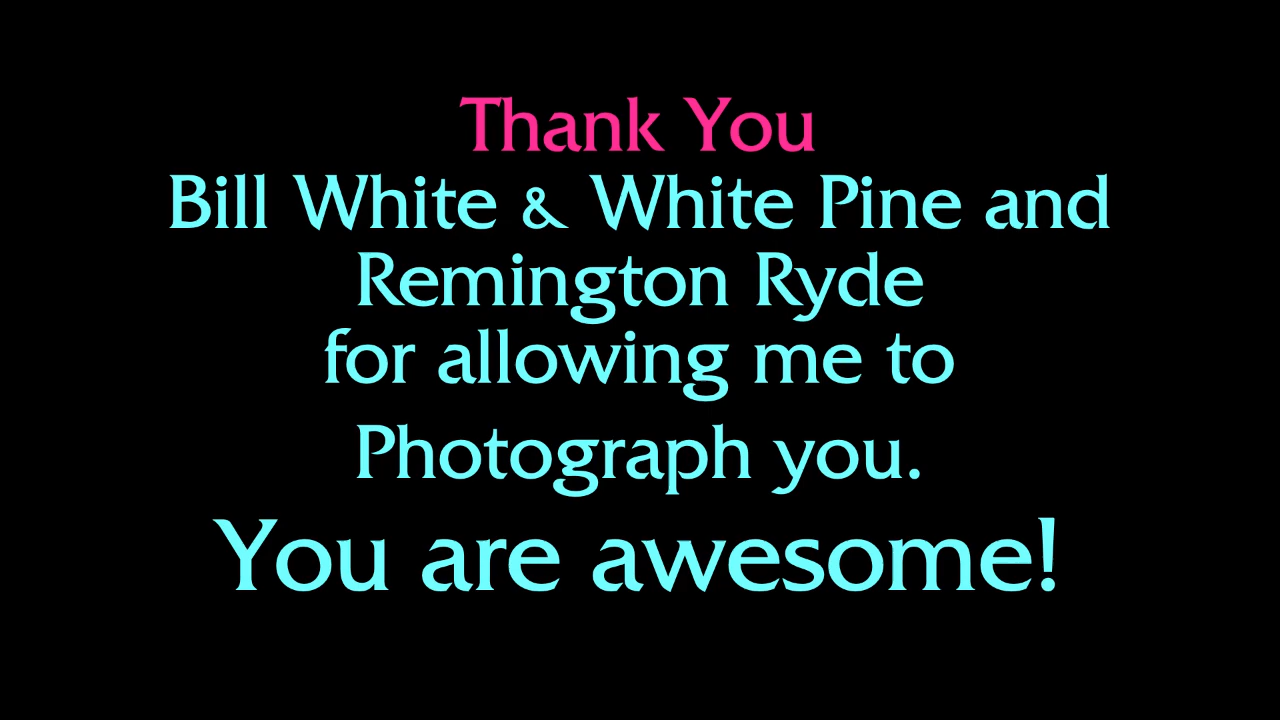 Thank You
Bill White & White Pine and
Remington Ryde
for allowing me to
Photograph you.
You are awesome!